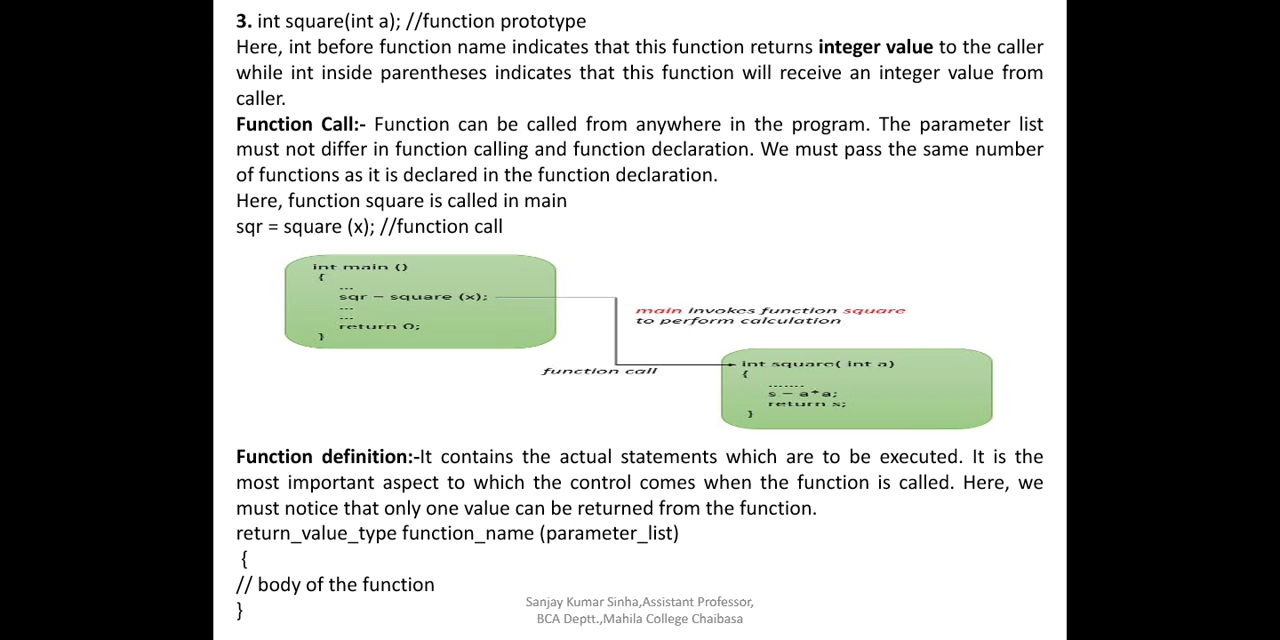 3. int square(int a); //function prototype
Here, int before function name indicates that this function returns integer value to the caller
while int inside parentheses indicates that this function will receive an integer value from
caller.
Function Call:- Function can be called from anywhere in the program. The parameter list
must not differ in function calling and function declaration. We must pass the same number
of functions as it is declared in the function declaration.
Here, function square is called in main
sqr = square (x); //function call
int main ()
{
...
sqr = square (x);
...
...
return 0;
}
main invokes function square
to perform calculation
function call
int square( int a)
{
.......
s = a*a;
return s;
}
Function definition:-It contains the actual statements which are to be executed. It is the
most important aspect to which the control comes when the function is called. Here, we
must notice that only one value can be returned from the function.
return_value_type function_name (parameter_list)
{
// body of the function
}
Sanjay Kumar Sinha,Assistant Professor,
BCA Deptt.,Mahila College Chaibasa